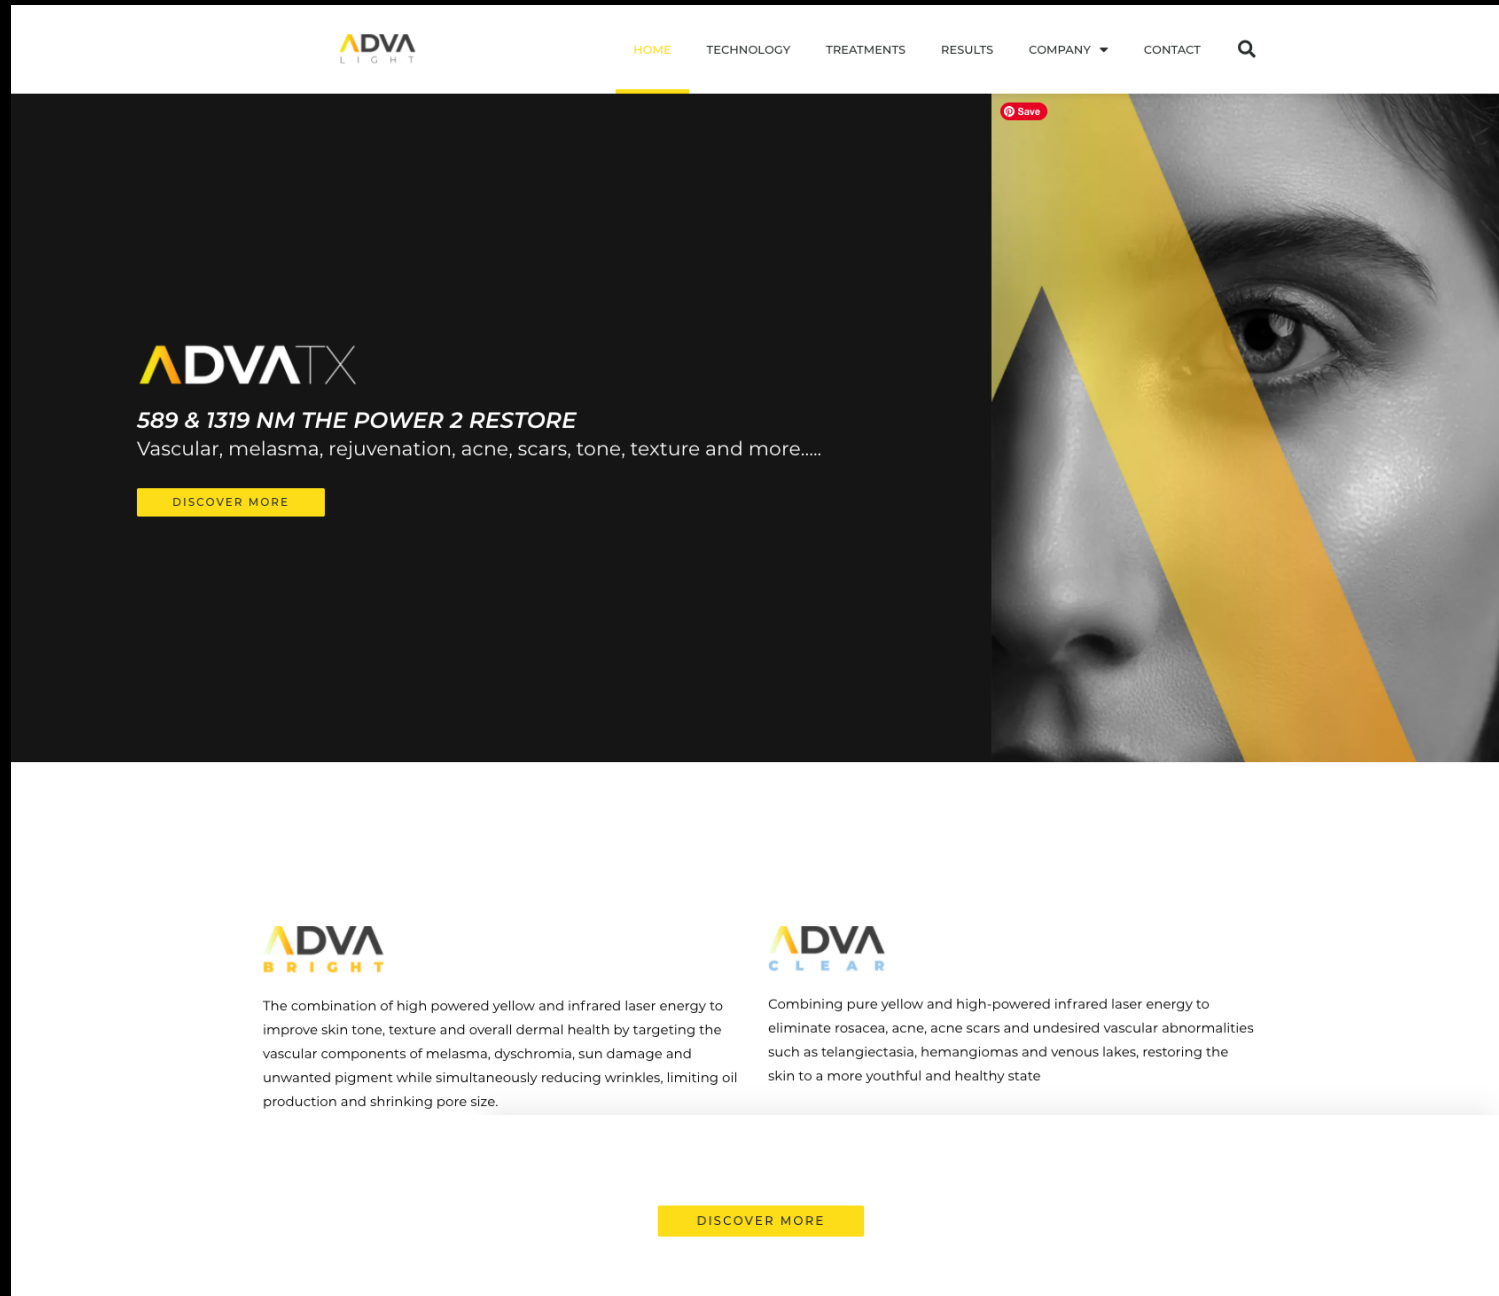 ADVA
LIGHT
HOME TECHNOLOGY TREATMENTS RESULTS COMPANY CONTACT
Save
ADVATX
589 & 1319 NM THE POWER 2 RESTORE
Vascular, melasma, rejuvenation, acne, scars, tone, texture and more.....
DISCOVER MORE
ADVA
BRIGHT
The combination of high powered yellow and infrared laser energy to
improve skin tone, texture and overall dermal health by targeting the
vascular components of melasma, dyschromia, sun damage and
unwanted pigment while simultaneously reducing wrinkles, limiting oil
production and shrinking pore size.
ADVA
CLEAR
Combining pure yellow and high-powered infrared laser energy to
eliminate rosacea, acne, acne scars and undesired vascular abnormalities
such as telangiectasia, hemangiomas and venous lakes, restoring the
skin to a more youthful and healthy state
DISCOVER MORE